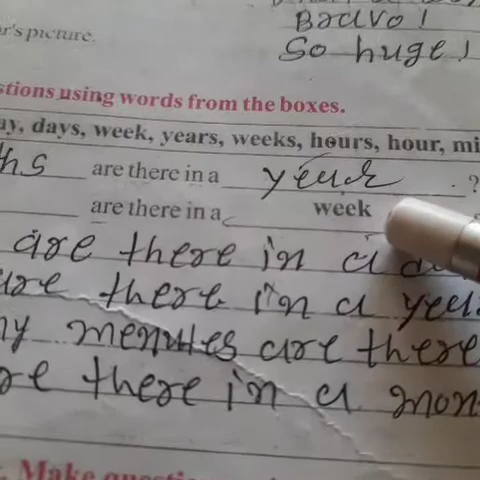 Bravo!
So huge!
r's picture.
stions using words from the boxes.
ay, days, week, years, weeks, hours, hour, mi
ths are there in a year ?
are there in a week
are there in a
are there in a yea
ny menutes are there
re there in a mon
. Make